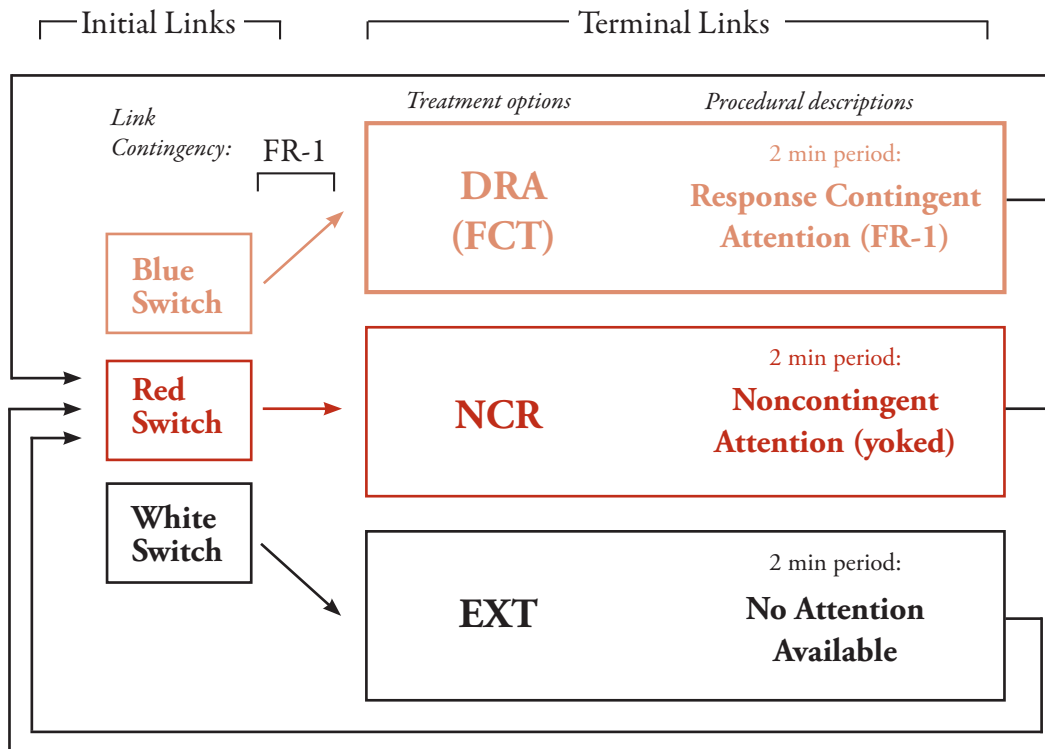 Initial Links
Terminal Links
Link
Contingency:
FR-1
Treatment options
Procedural descriptions
Blue
Switch
DRA
(FCT)
2 min period:
Response Contingent
Attention (FR-1)
Red
Switch
NCR
2 min period:
Noncontingent
Attention (yoked)
White
Switch
EXT
2 min period:
No Attention
Available